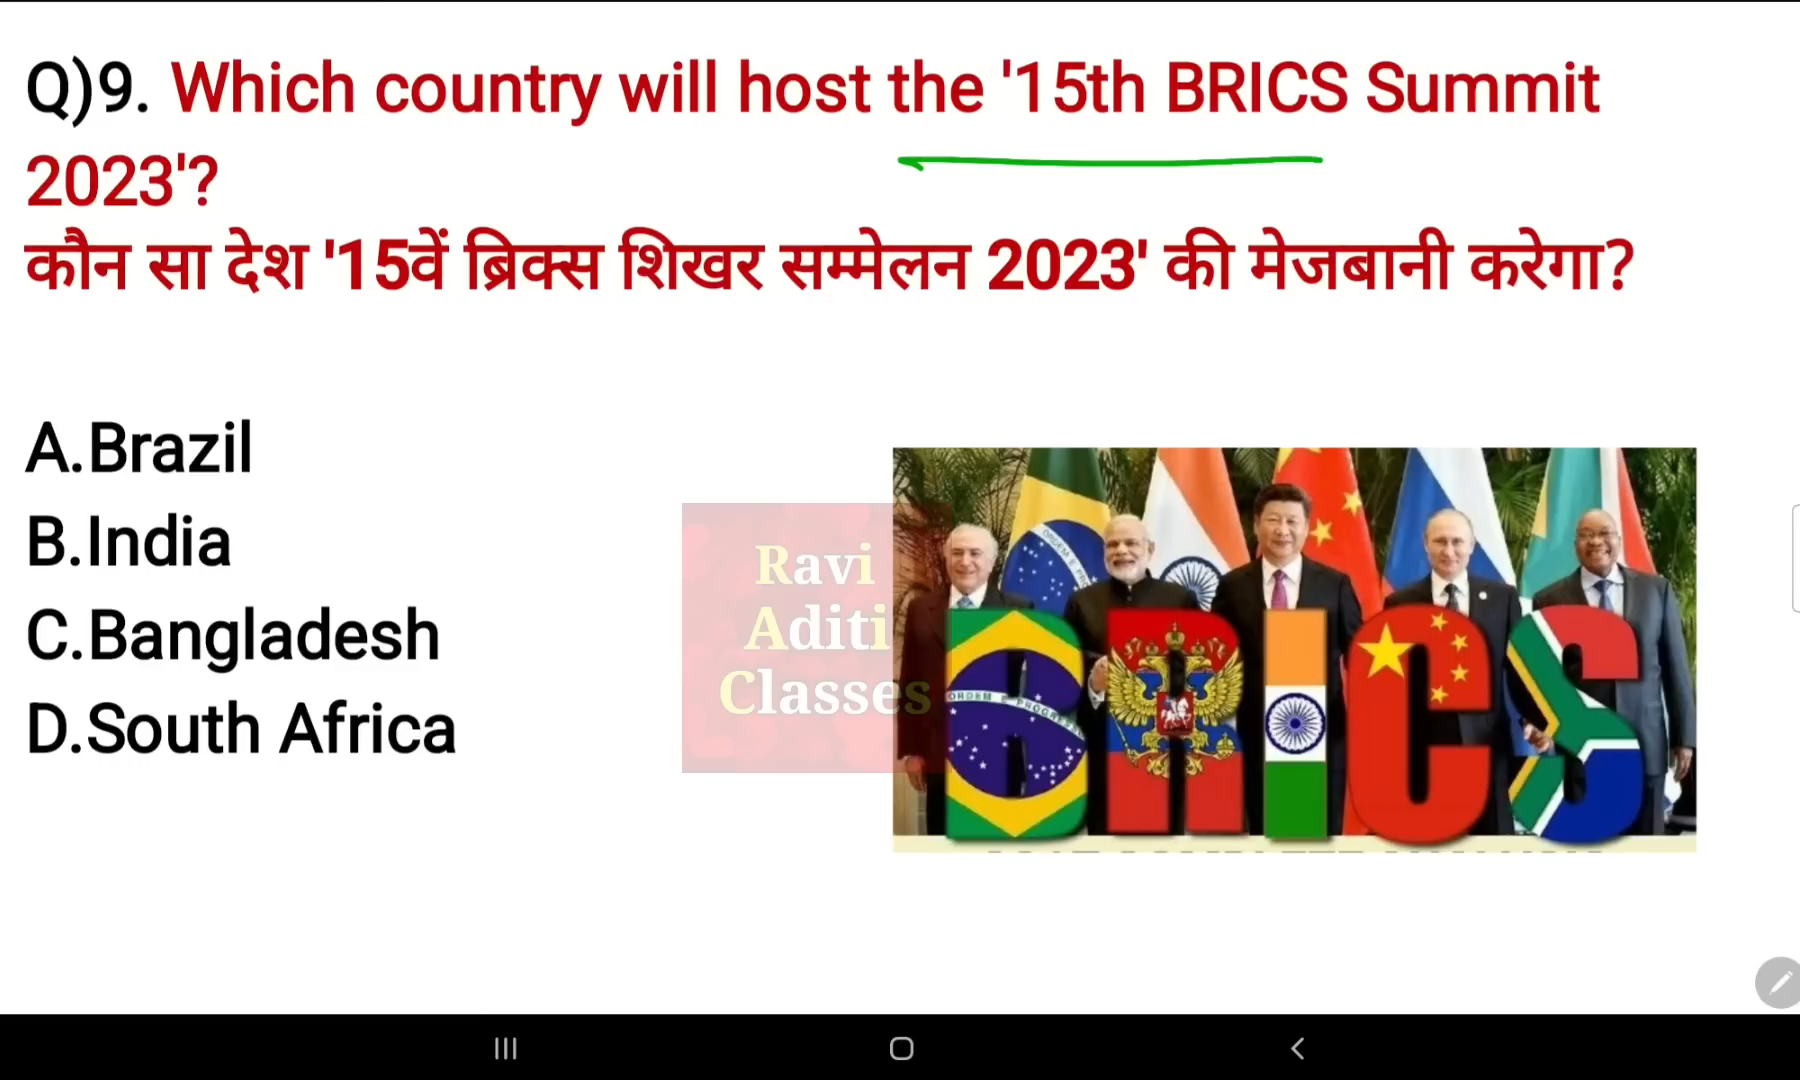 Q)9. Which country will host the '15th BRICS Summit
2023'?
कौन सा देश '15वें ब्रिक्स शिखर सम्मेलन 2023' की मेजबानी करेगा?
A.Brazil
B.India
C.Bangladesh
D.South Africa
Ravi
Aditi
Classes
BRICS